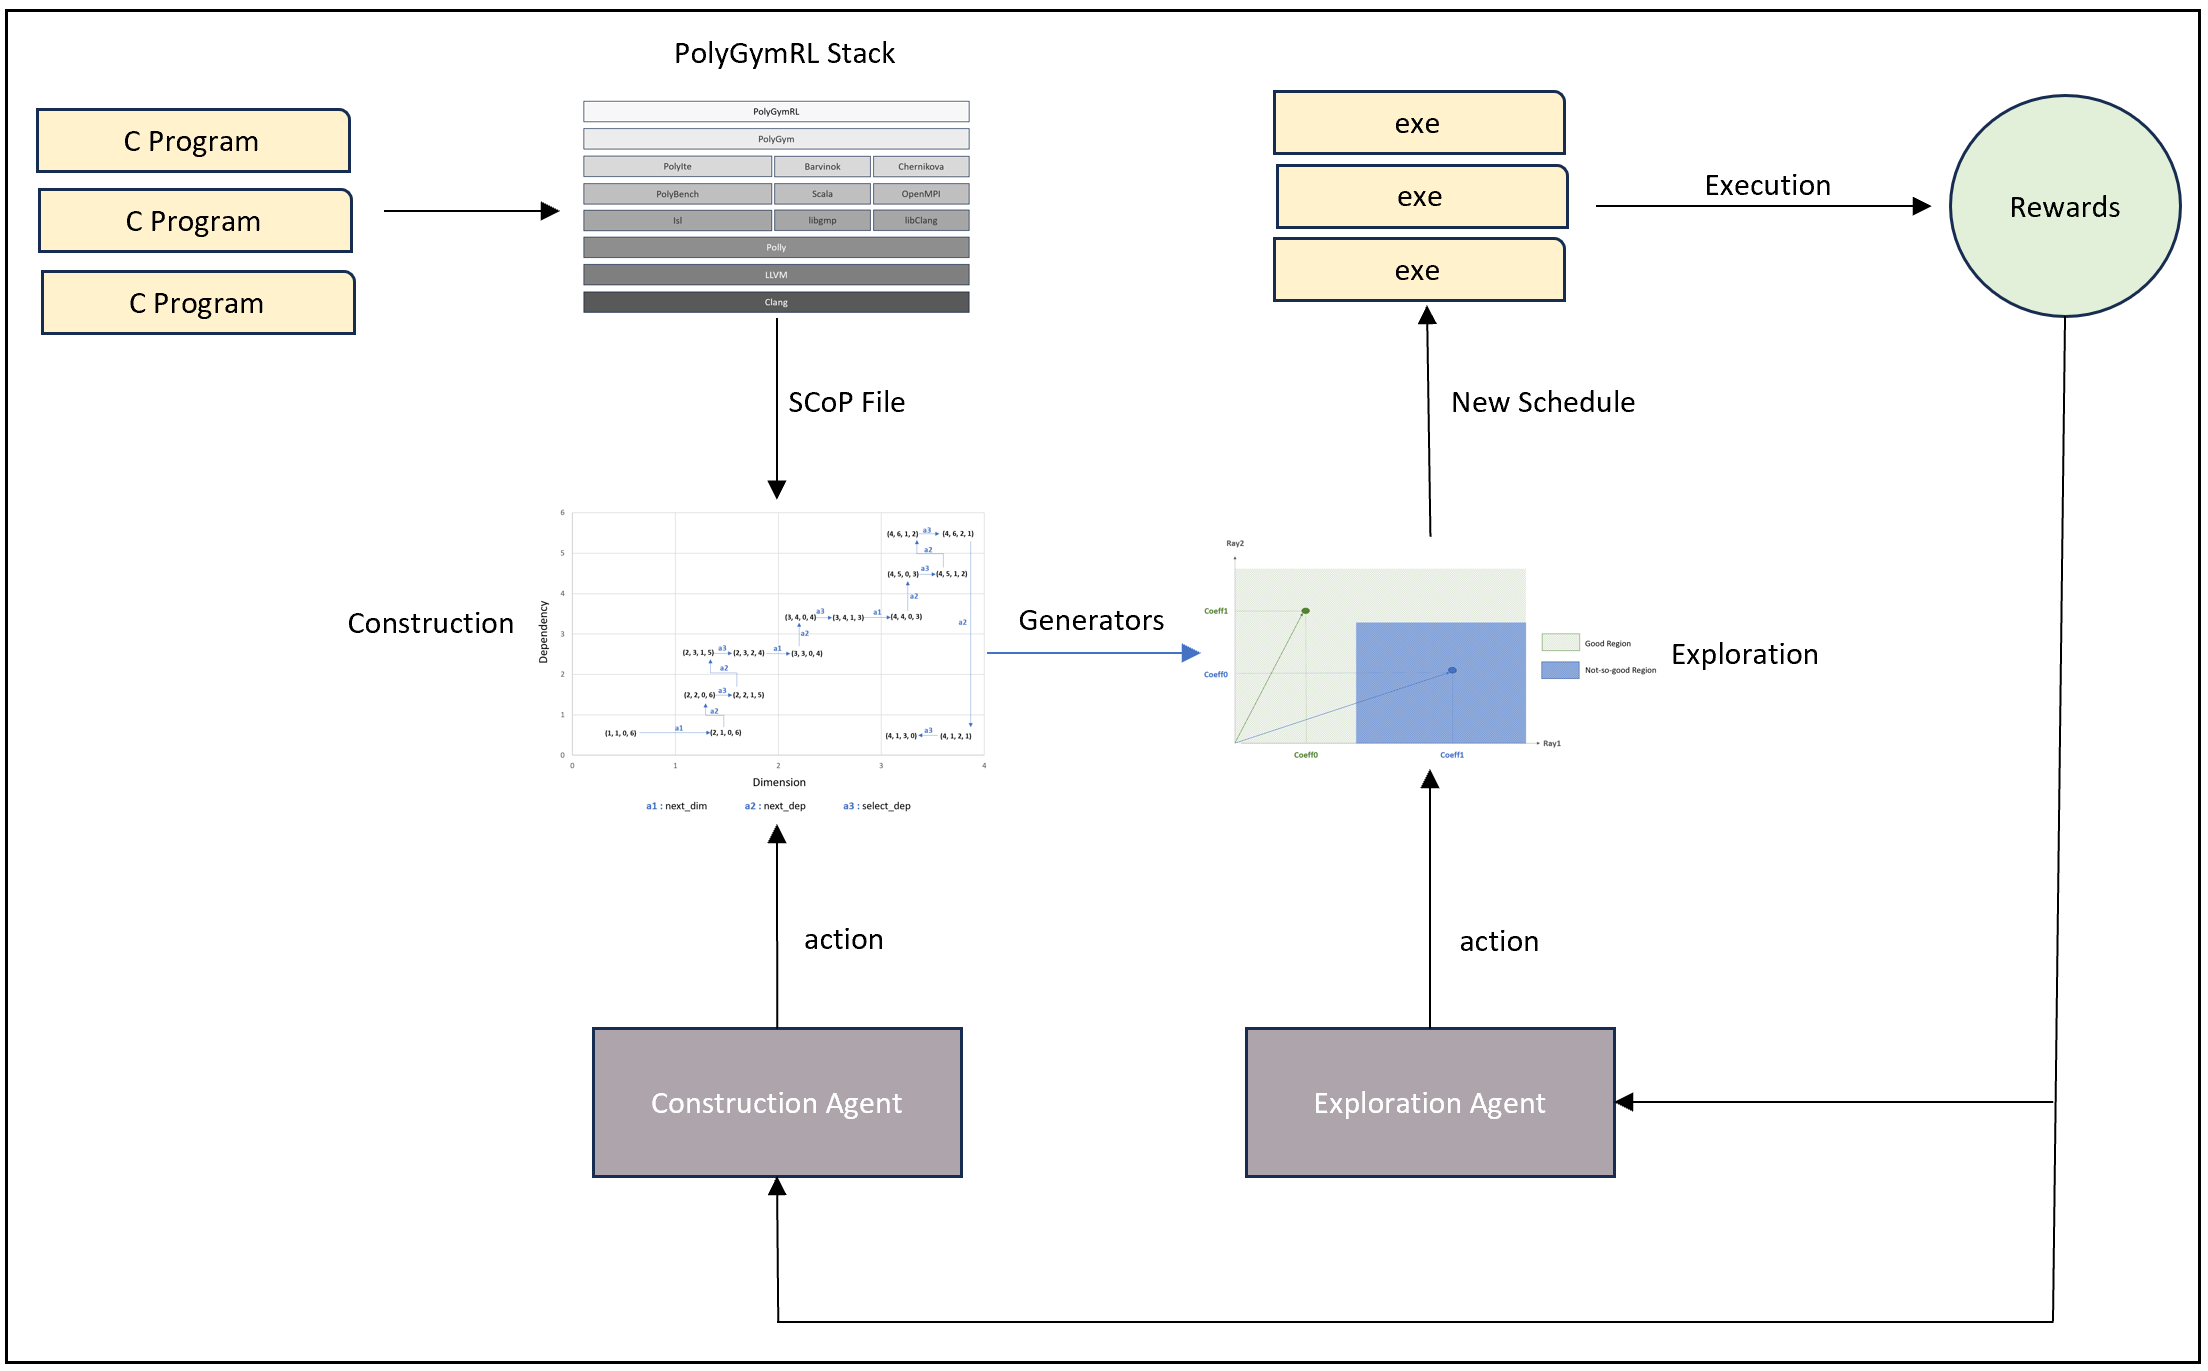 PolyGymRL Stack
C Program
C Program
C Program
PolyGymRL
PolyGym
PolyIte Barvinok Chernikova
PolyBench Scala OpenMPI
Isl libgmp libClang
Polly
LLVM
Clang
exe
exe
exe
Execution
Rewards
SCoP File
New Schedule
Construction
Dependency
6
5
4
3
2
1
0
(4, 6, 1, 2) a3 (4, 6, 2, 1)
a2
(4, 5, 0, 3) a3 (4, 5, 1, 2)
a2
(3, 4, 0, 4) a3 (3, 4, 1, 3) a1 (4, 4, 0, 3)
a2
a2
(2, 3, 1, 5) a3 (2, 3, 2, 4) a1 (3, 3, 0, 4)
a2
(2, 2, 0, 6) a3 (2, 2, 1, 5)
a2
(1, 1, 0, 6) a1 (2, 1, 0, 6)
(4, 1, 3, 0) a3 (4, 1, 2, 1)
0 1 2 3 4
Dimension
a1 : next_dim a2 : next_dep a3 : select_dep
Generators
Ray2
Coeff1
Coeff0
Coeff0 Coeff1
Ray1
Good Region
Not-so-good Region
Exploration
action
action
Construction Agent
Exploration Agent